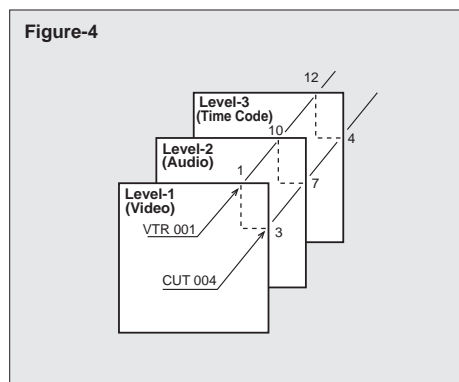 Figure-4
12
Level-3
(Time Code)
10
4
Level-2
(Audio)
1
7
Level-1
(Video)
VTR 001
3
CUT 004